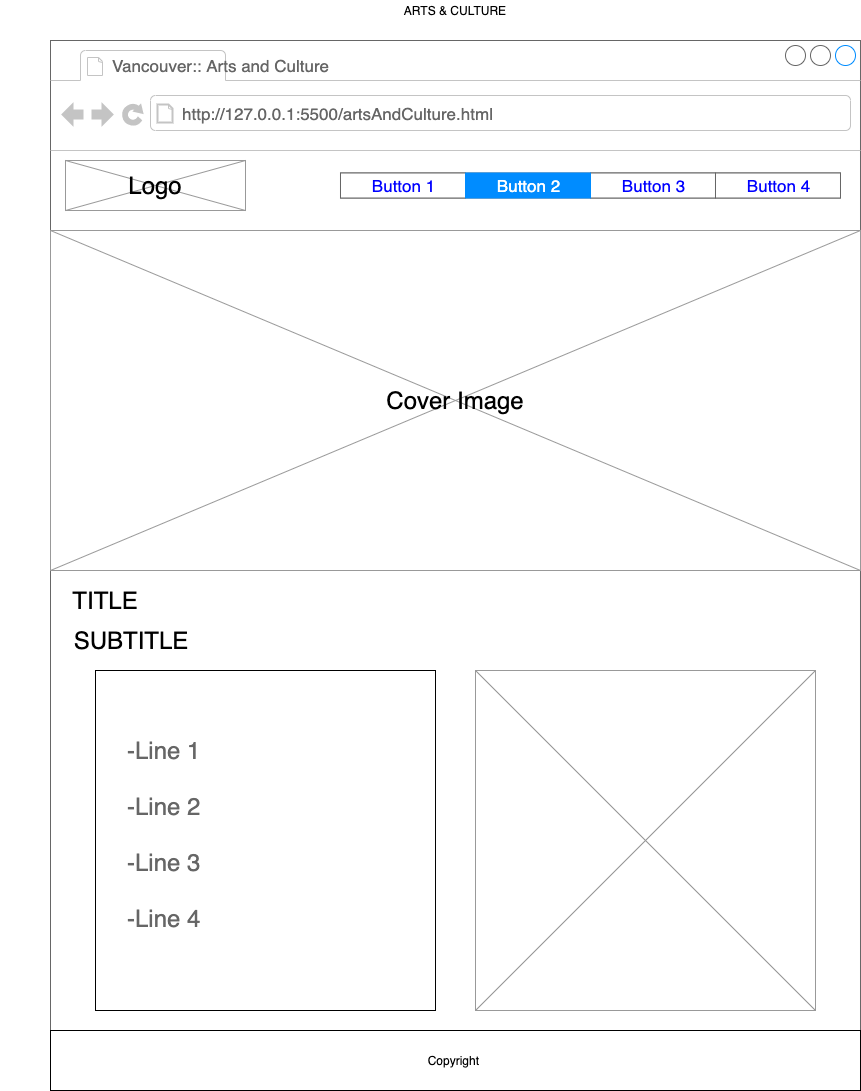 ARTS & CULTURE
Vancouver:: Arts and Culture
http://127.0.0.1:5500/artsAndCulture.html
Logo
Button 1 Button 2 Button 3 Button 4
Cover Image
TITLE
SUBTITLE
-Line 1
-Line 2
-Line 3
-Line 4
Copyright